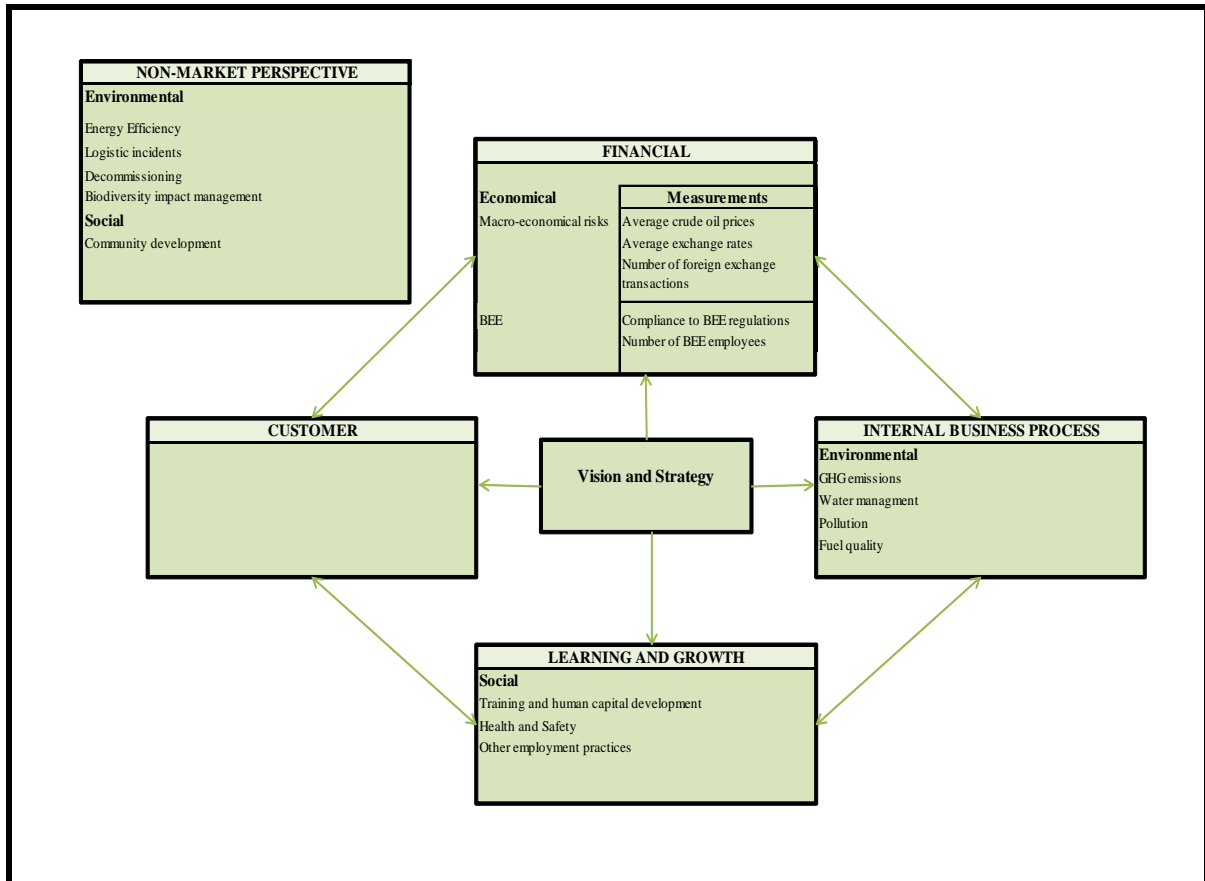 NON-MARKET PERSPECTIVE
Environmental
Energy Efficiency
Logistic incidents
Decommissioning
Biodiversity impact management
Social
Community development
FINANCIAL
Economical
Measurements
Macro-economical risks
Average crude oil prices
Average exchange rates
Number of foreign exchange
transactions
BEE
Compliance to BEE regulations
Number of BEE employees
CUSTOMER
Vision and Strategy
INTERNAL BUSINESS PROCESS
Environmental
GHG emissions
Water managment
Pollution
Fuel quality
LEARNING AND GROWTH
Social
Training and human capital development
Health and Safety
Other employment practices